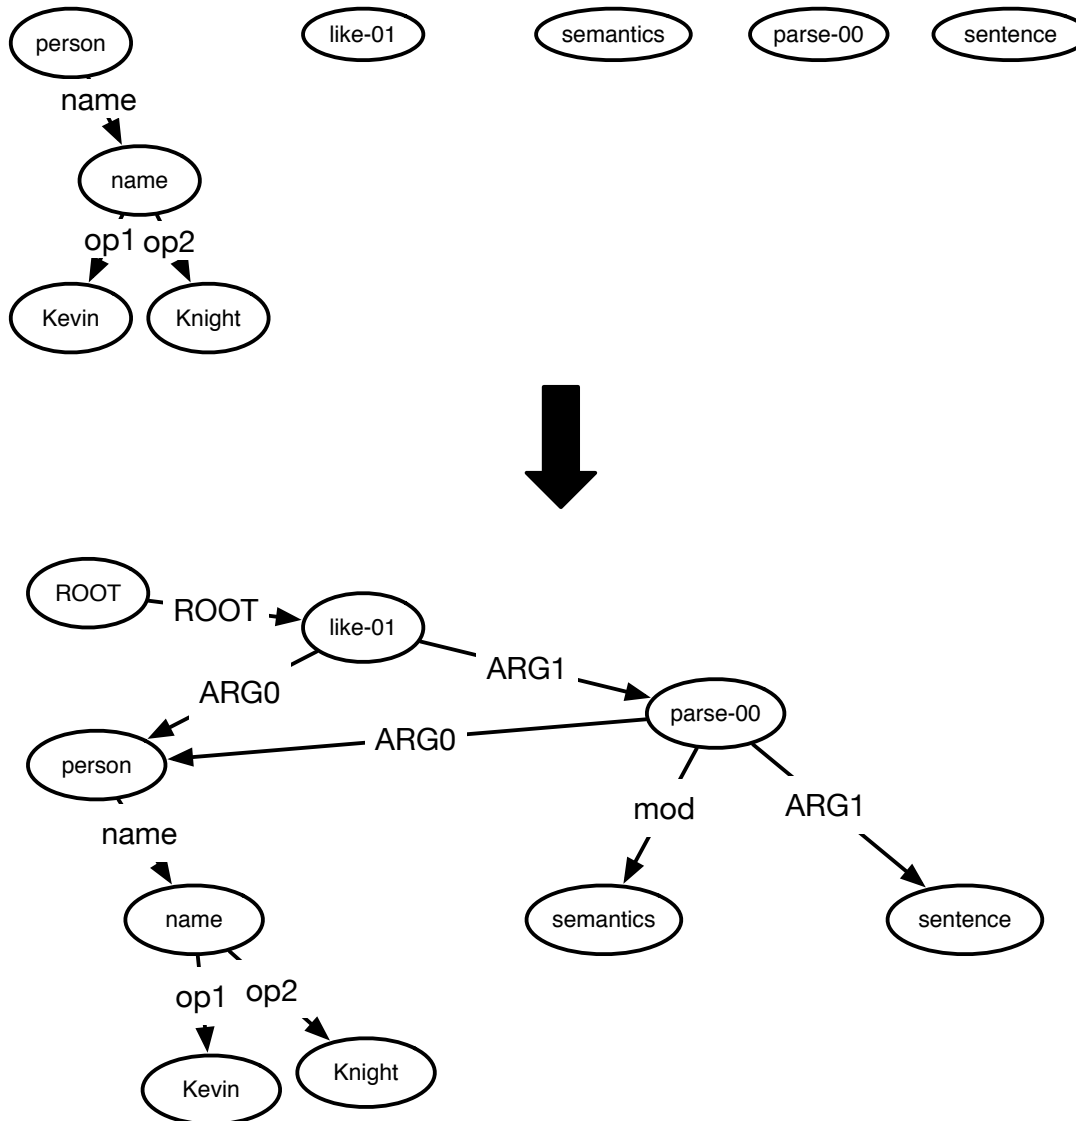 person like-01 semantics parse-00 sentence
name
name
op1 op2
Kevin Knight
ROOT
ROOT
like-01
ARG1
ARG0
parse-00
ARG0
person
mod ARG1
name
name semantics sentence
op1 op2
Knight
Kevin